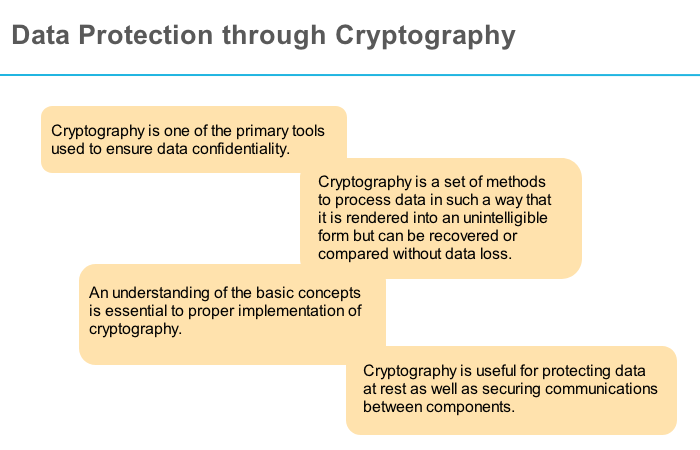 Data Protection through Cryptography
Cryptography is one of the primary tools
used to ensure data confidentiality.
Cryptography is a set of methods
to process data in such a way that
it is rendered into an unintelligible
form but can be recovered or
compared without data loss.
An understanding of the basic concepts
is essential to proper implementation of
cryptography.
Cryptography is useful for protecting data
at rest as well as securing communications
between components.